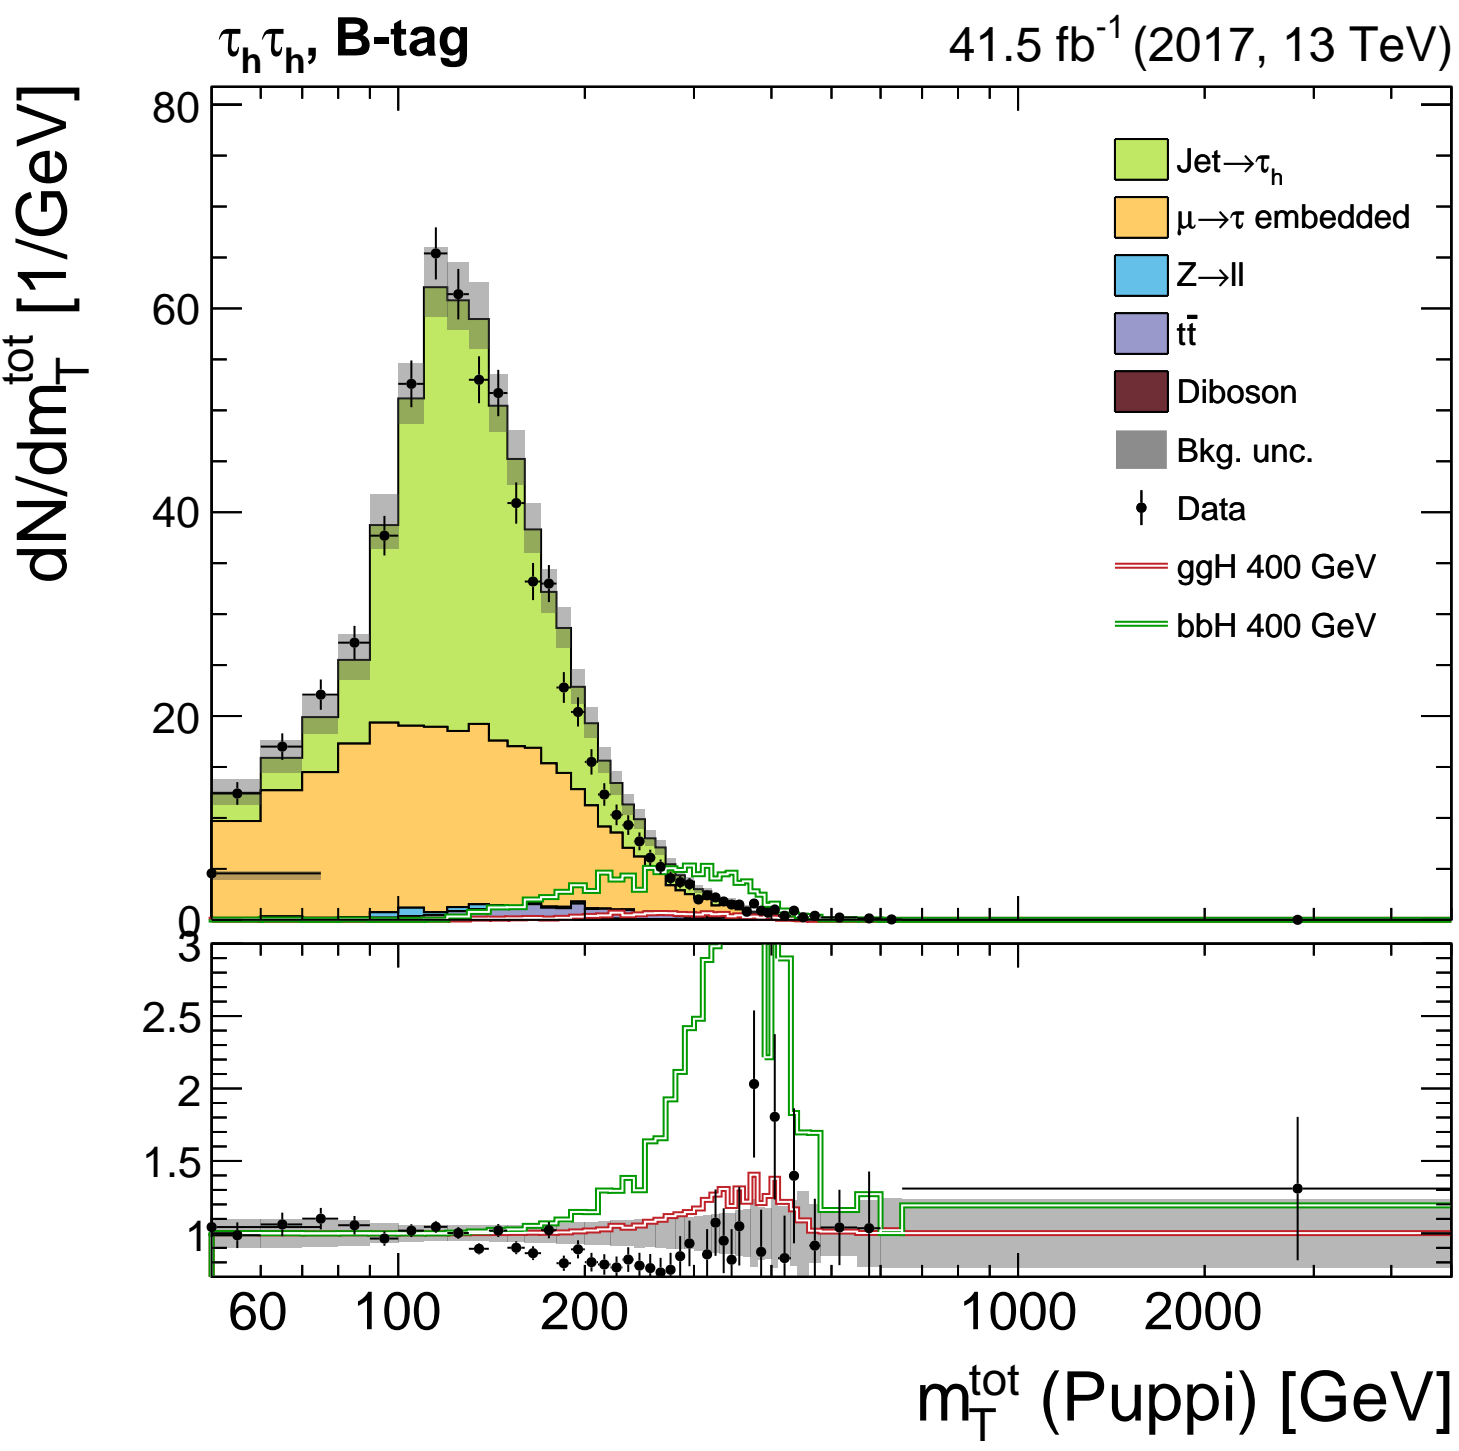 τhτh, B-tag
41.5 fb-1 (2017, 13 TeV)
dN/dmTtot [1/GeV]
80
60
40
20
0
Jet→τh
μ→τ embedded
Z→ll
tt̄
Diboson
Bkg. unc.
Data
ggH 400 GeV
bbH 400 GeV
3
2.5
2
1.5
1
60 100 200 1000 2000
mTtot (Puppi) [GeV]